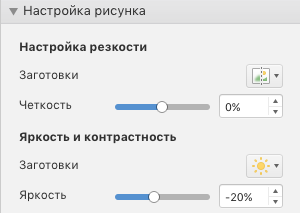 Настройка рисунка
Настройка резкости
Заготовки
Четкость 0%
Яркость и контрастность
Заготовки
Яркость -20%